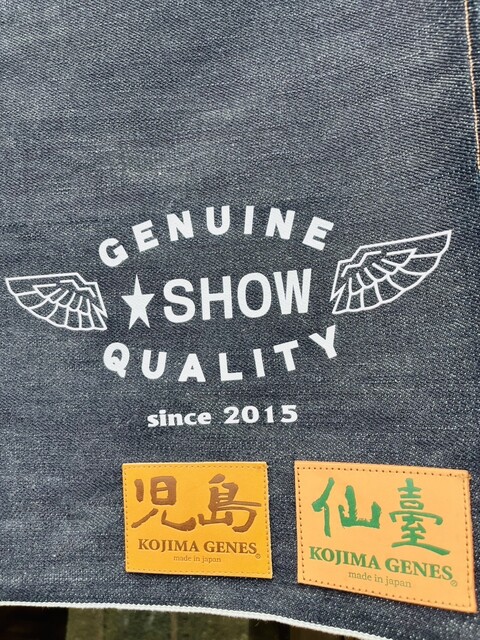 GENUINE
★SHOW
QUALITY
since 2015
児島
KOJIMA GENES®
made in japan
仙臺
KOJIMA GENES®
made in japan